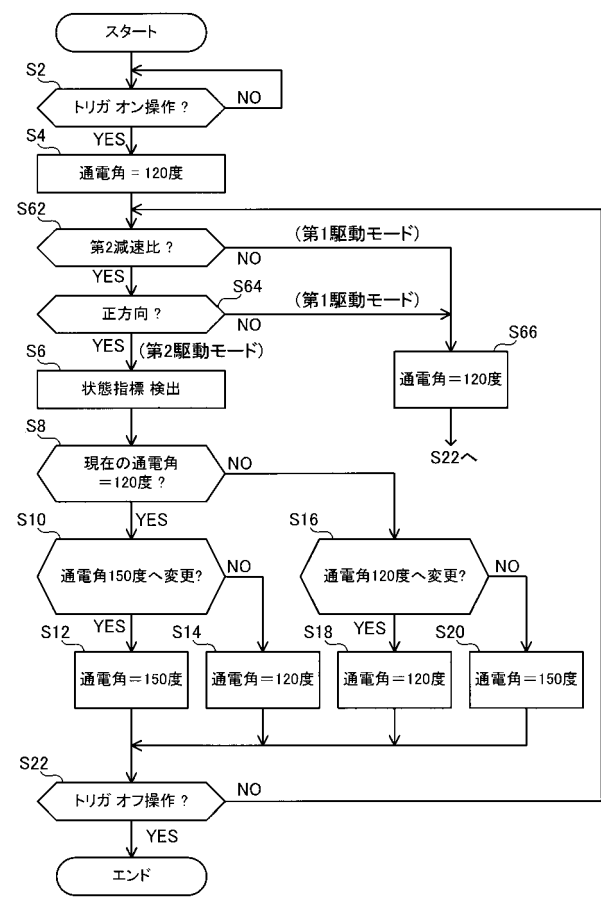 スタート
S2
トリガ オン操作 ?
NO
YES
S4
通電角 = 120度
S62
第2減速比 ?
(第1駆動モード)
NO
YES
S64
正方向 ?
(第1駆動モード)
NO
YES
(第2駆動モード)
S66
通電角=120度
S22へ
S6
状態指標 検出
S8
現在の通電角
=120度 ?
NO
YES
S10
通電角150度へ変更?
NO
YES
S16
通電角120度へ変更?
NO
YES
S12
通電角=150度
S14
通電角=120度
S18
通電角=120度
S20
通電角=150度
S22
トリガ オフ操作 ?
NO
YES
エンド